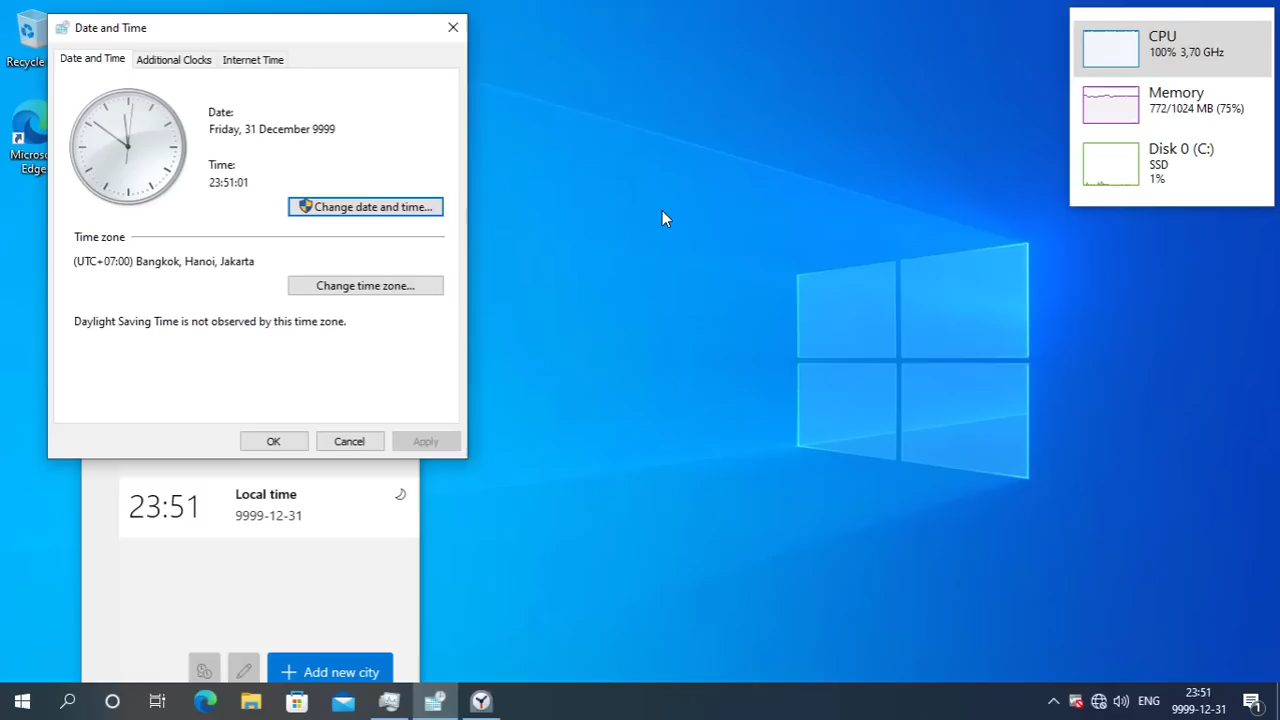 Date and Time
Date and Time
Additional Clocks
Internet Time
Date:
Friday, 31 December 9999
Time:
23:51:01
Change date and time...
Time zone
(UTC+07:00) Bangkok, Hanoi, Jakarta
Change time zone...
Daylight Saving Time is not observed by this time zone.
OK
Cancel
Apply
23:51
Local time
9999-12-31
Add new city
CPU
100% 3,70 GHz
Memory
772/1024 MB (75%)
Disk 0 (C:)
SSD
1%
Edge
ENG
23:51
9999-12-31
1